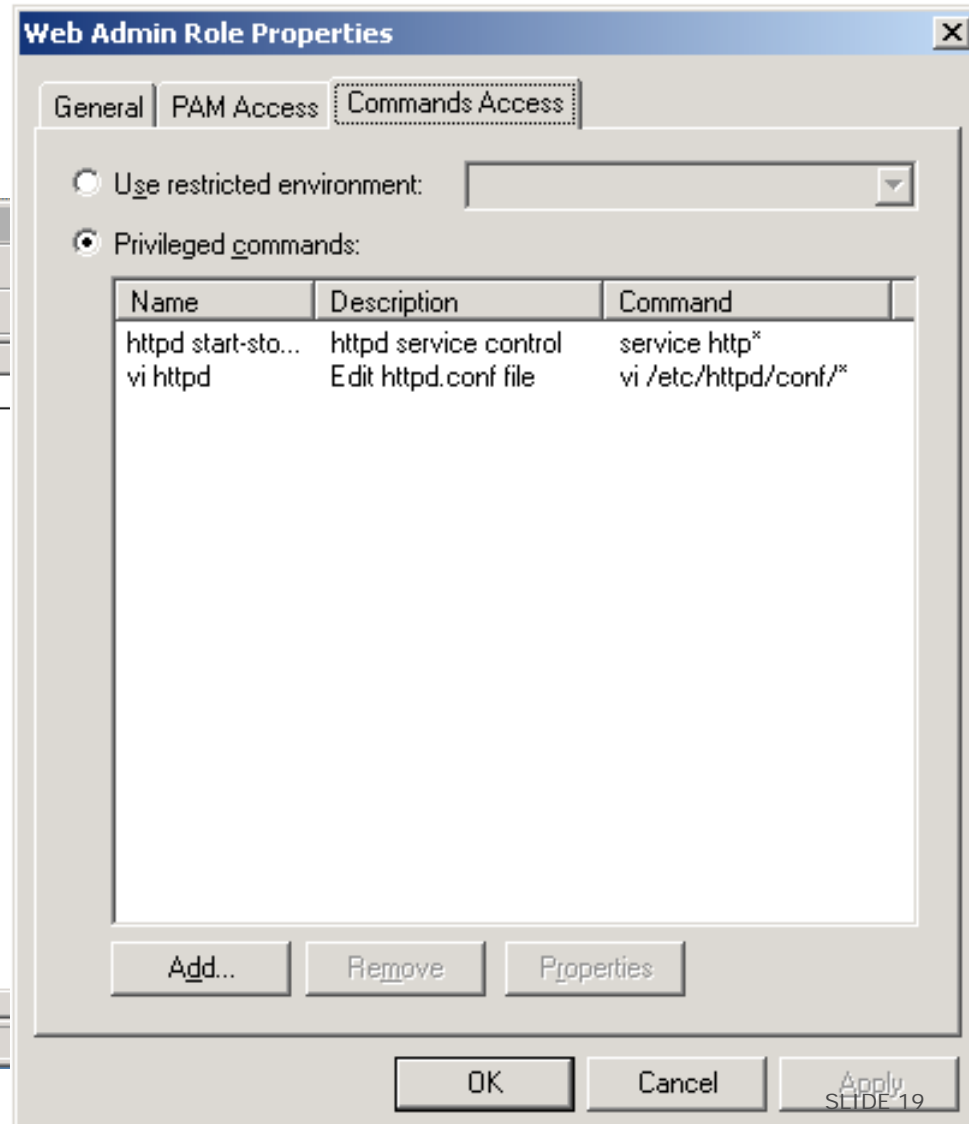 Web Admin Role Properties
General PAM Access Commands Access
Use restricted environment:
Privileged commands:
Name Description Command
httpd start-sto... httpd service control service http*
vi httpd Edit httpd.conf file vi /etc/httpd/conf/*
Add... Remove Properties
OK Cancel Apply
SLIDE 19